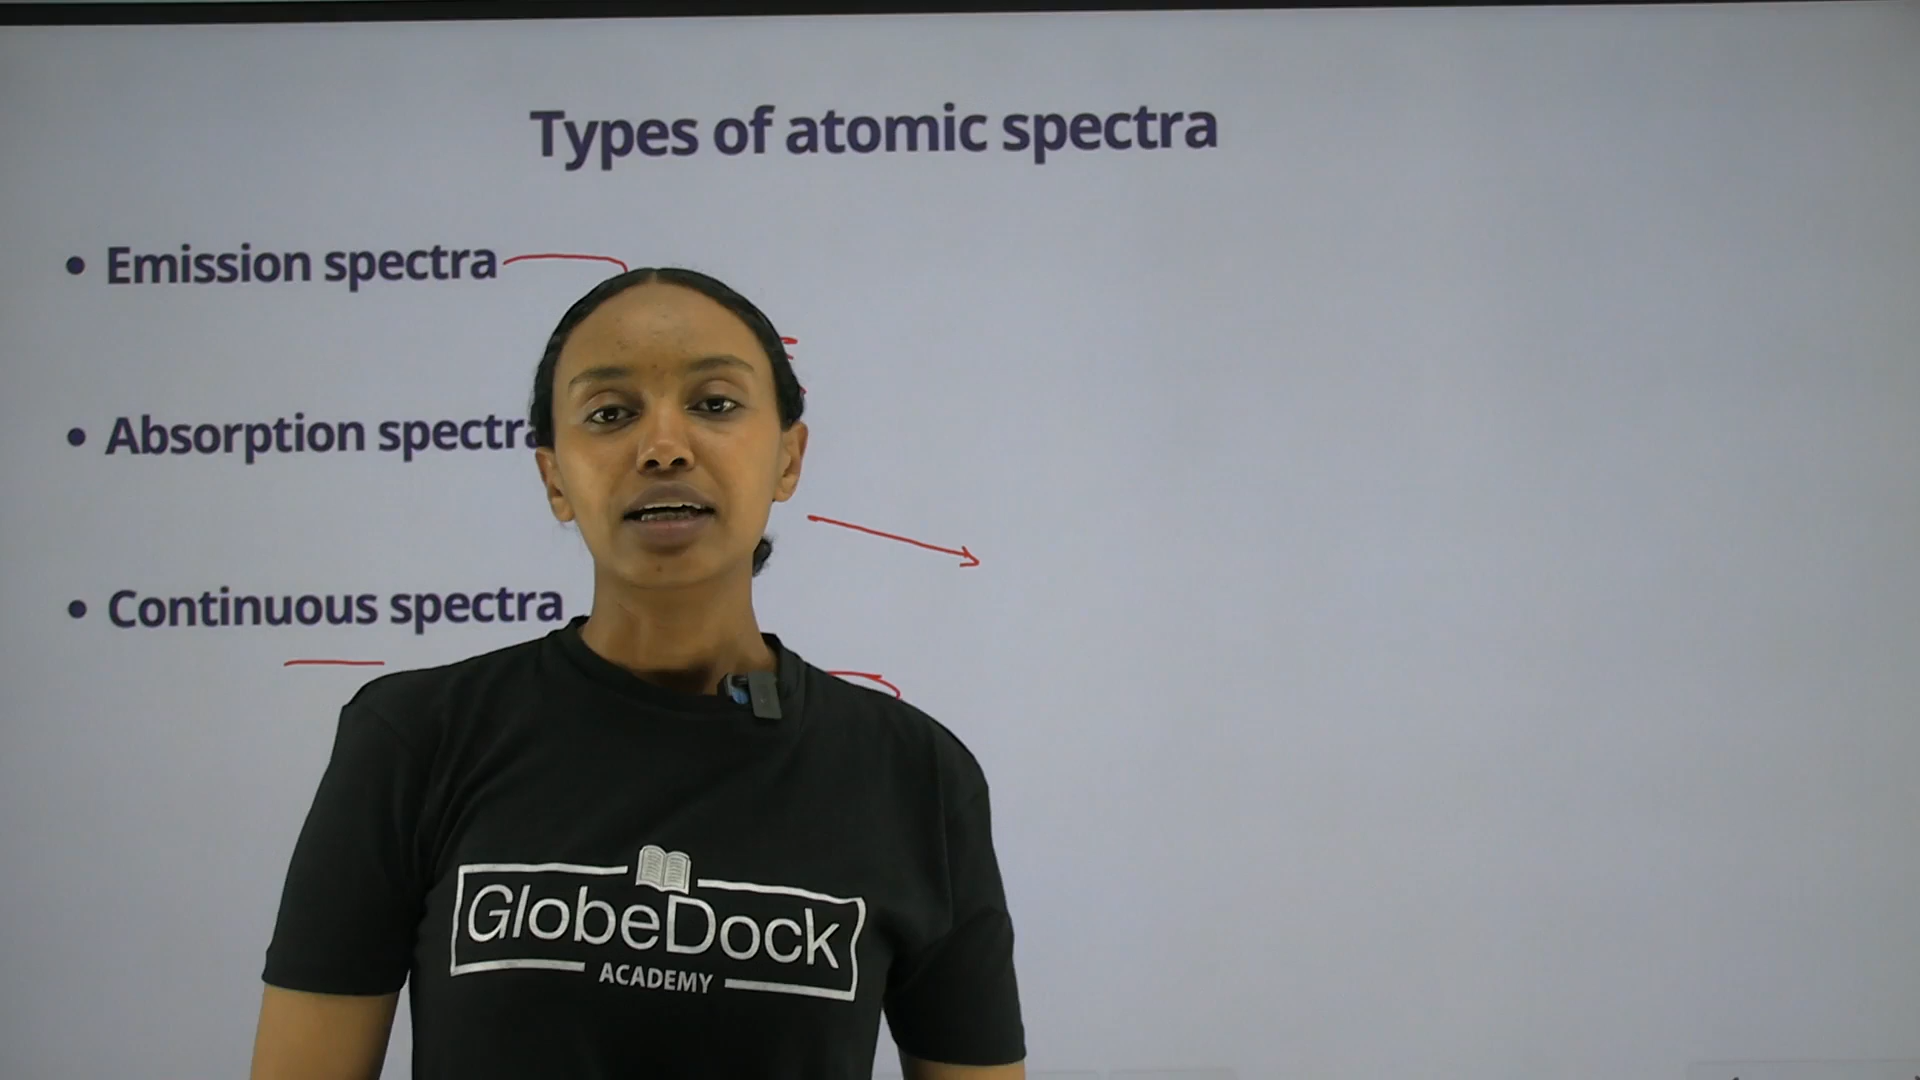 Types of atomic spectra
• Emission spectra
• Absorption spectra
• Continuous spectra
GlobeDock
ACADEMY